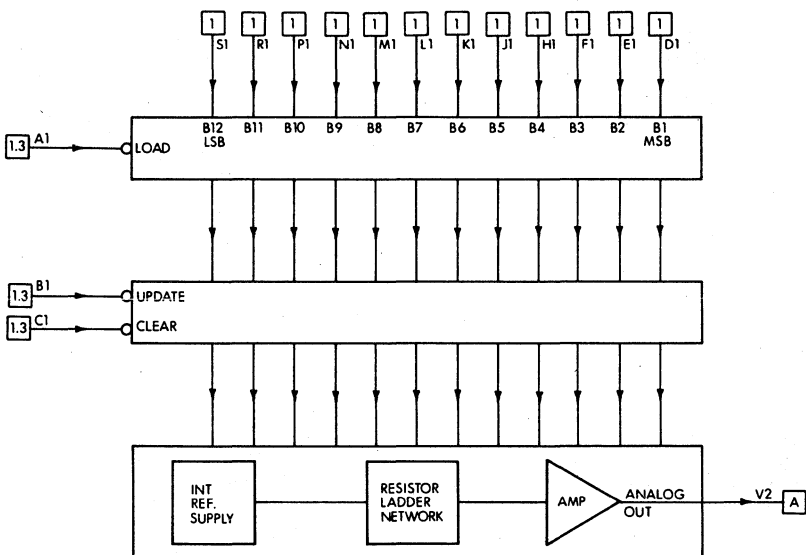 1 1 1 1 1 1 1 1 1 1 1 1
S1 R1 P1 N1 M1 L1 K1 J1 H1 F1 E1 D1
B12 B11 B10 B9 B8 B7 B6 B5 B4 B3 B2 B1
LSB MSB
1.3 A1 LOAD
1.3 B1 UPDATE
1.3 C1 CLEAR
INT
REF.
SUPPLY
RESISTOR
LADDER
NETWORK
AMP
ANALOG
OUT
V2 A